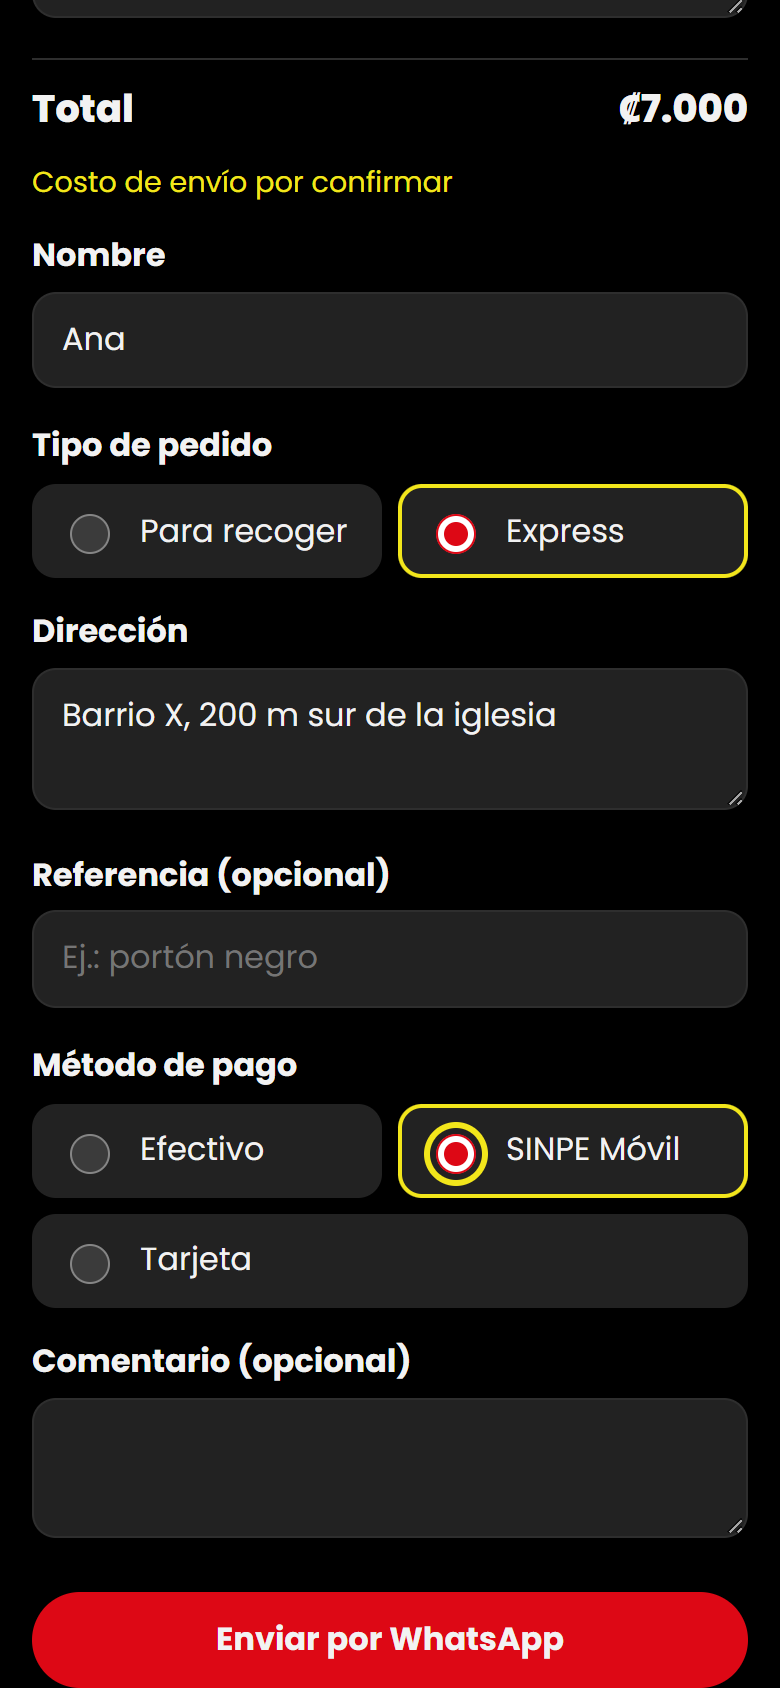 Total
₡7.000
Costo de envío por confirmar
Nombre
Ana
Tipo de pedido
Para recoger
Express
Dirección
Barrio X, 200 m sur de la iglesia
Referencia (opcional)
Ej.: portón negro
Método de pago
Efectivo
SINPE Móvil
Tarjeta
Comentario (opcional)
Enviar por WhatsApp